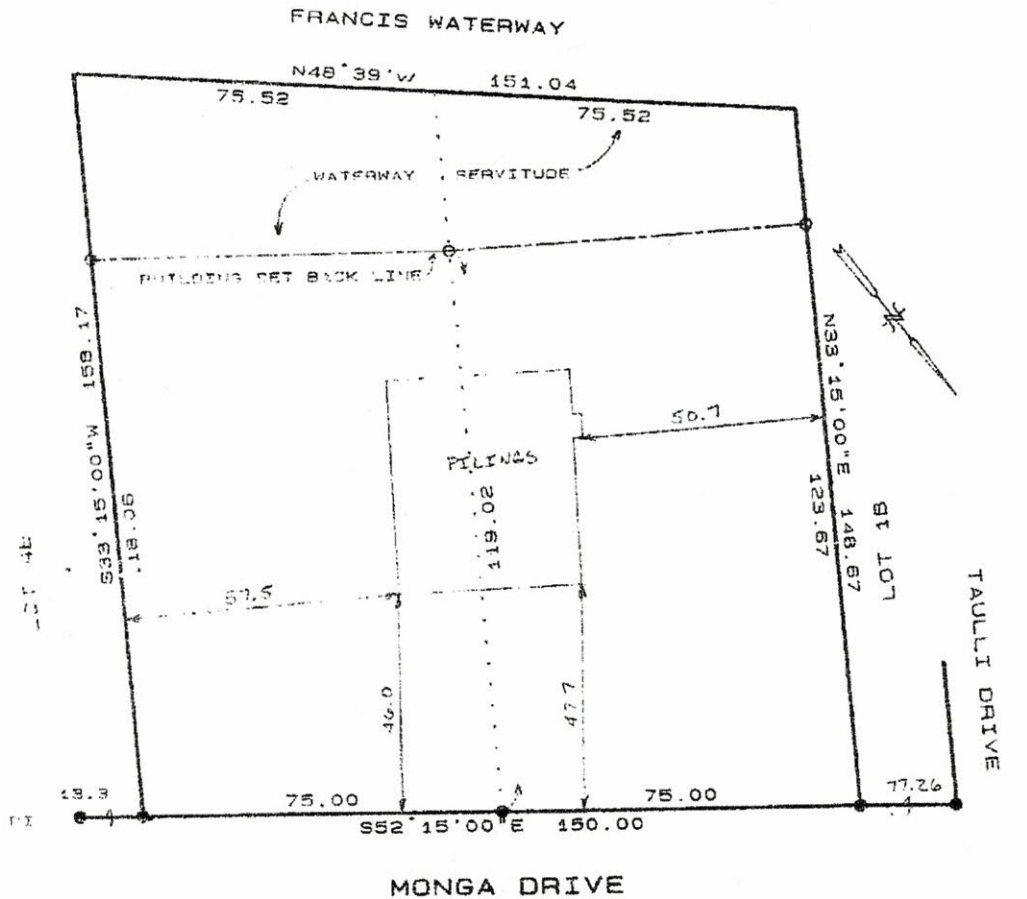 FRANCIS WATERWAY
N48°39'W 151.04
75.52 75.52
WATERWAY SERVITUDE
BUILDING SET BACK LINE
S33°15'00"W 159.17
118.05
N33°15'00"E 148.67
123.67
50.7
PILINGS
119.02
57.5
46.0
47.7
LOT 18
TAULLI DRIVE
13.3
75.00 75.00
77.26
S52°15'00"E 150.00
MONGA DRIVE